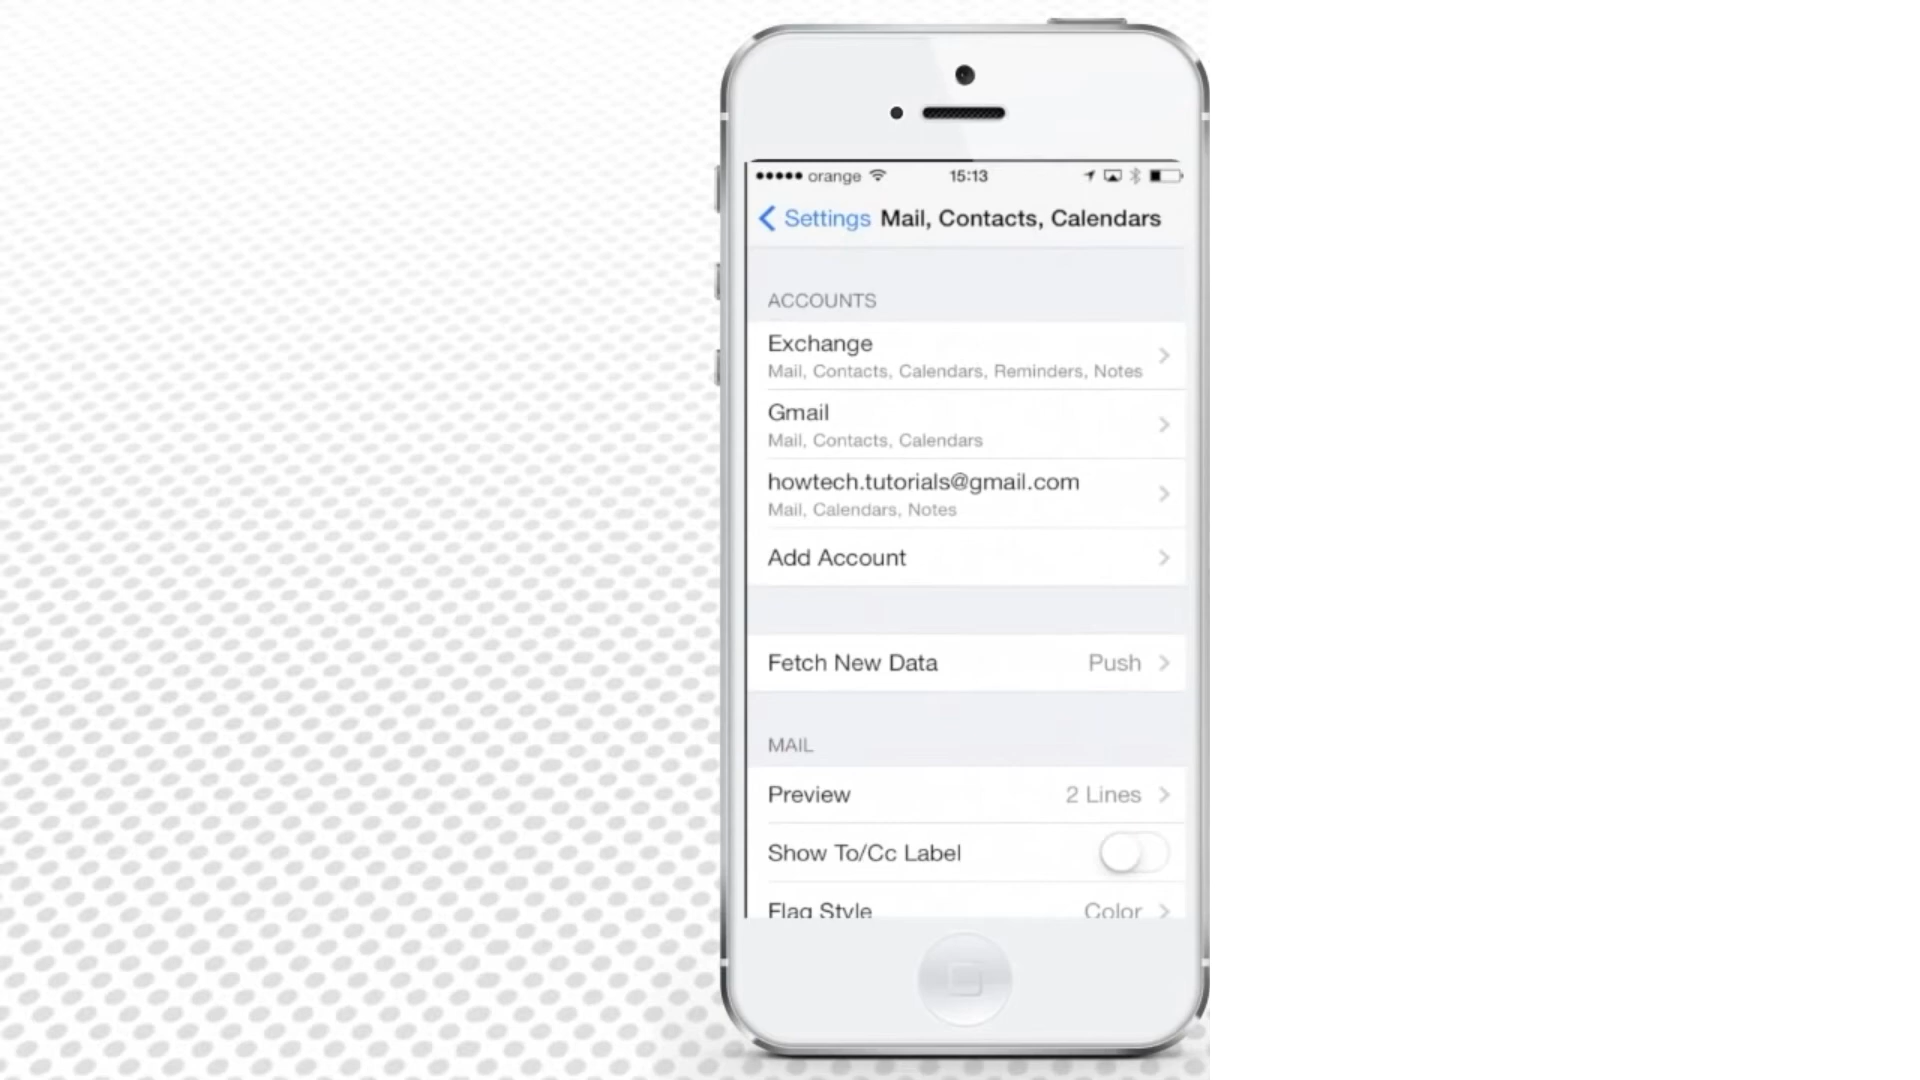 orange 15:13
Settings Mail, Contacts, Calendars
ACCOUNTS
Exchange
Mail, Contacts, Calendars, Reminders, Notes
Gmail
Mail, Contacts, Calendars
howtech.tutorials@gmail.com
Mail, Calendars, Notes
Add Account
Fetch New Data Push
MAIL
Preview 2 Lines
Show To/Cc Label
Flag Style Color